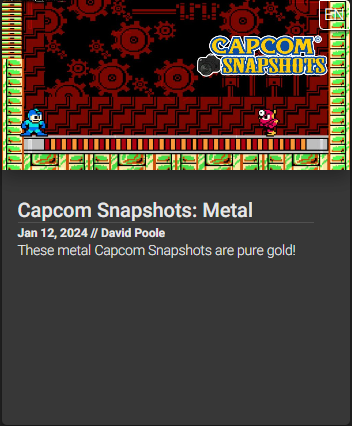 EN
CAPCOM®
SNAPSHOTS
Capcom Snapshots: Metal
Jan 12, 2024 // David Poole
These metal Capcom Snapshots are pure gold!